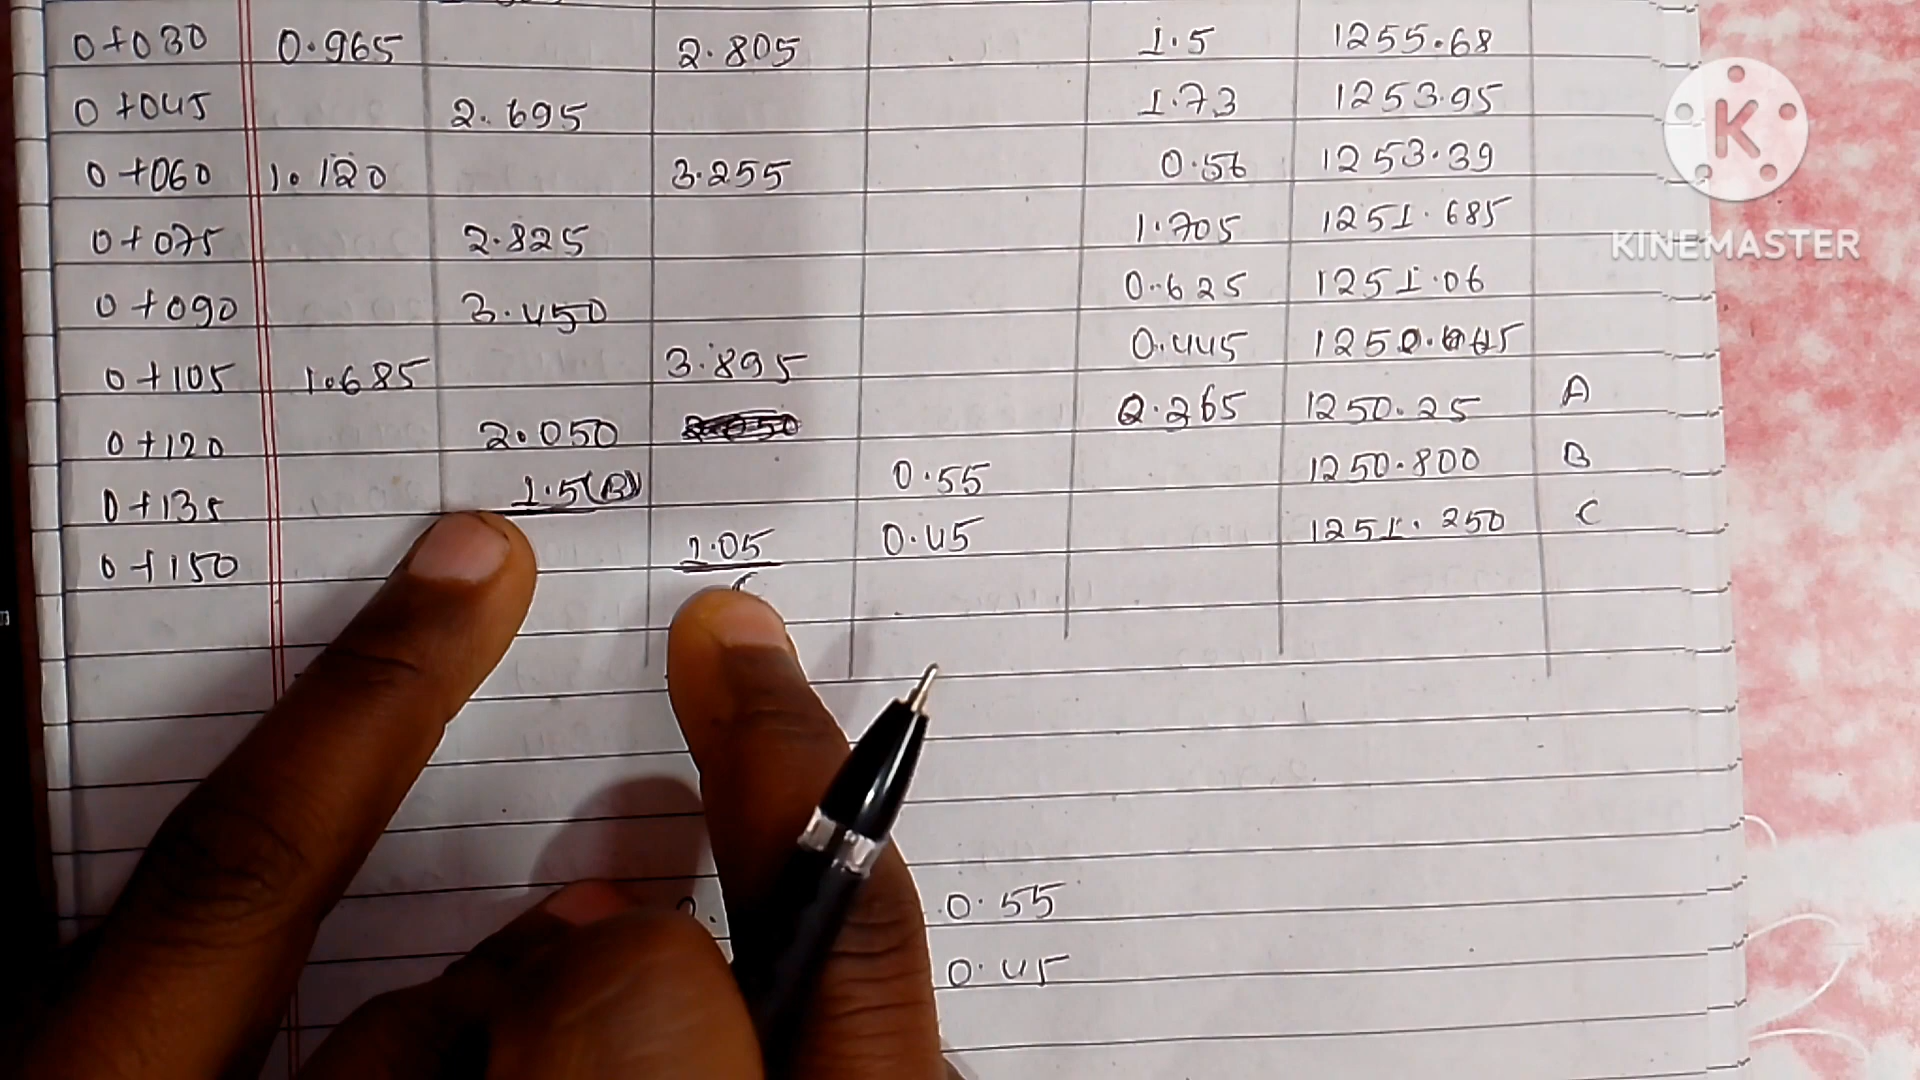 0+030 0.965 2.805 1.5 1255.68
0+045 2.695 1.73 1253.95
0+060 1.120 3.255 0.56 1253.39
0+075 2.825 1.705 1251.685
0+090 3.450 0.625 1251.06
0+105 1.685 3.895 0.445 1250.
0+120 2.050 2.265 1250.25 A
0+135 1.5(B) 0.55 1250.800 B
0+150 1.05 0.45 1251.250 C
0.55
0.45
K
KINEMASTER